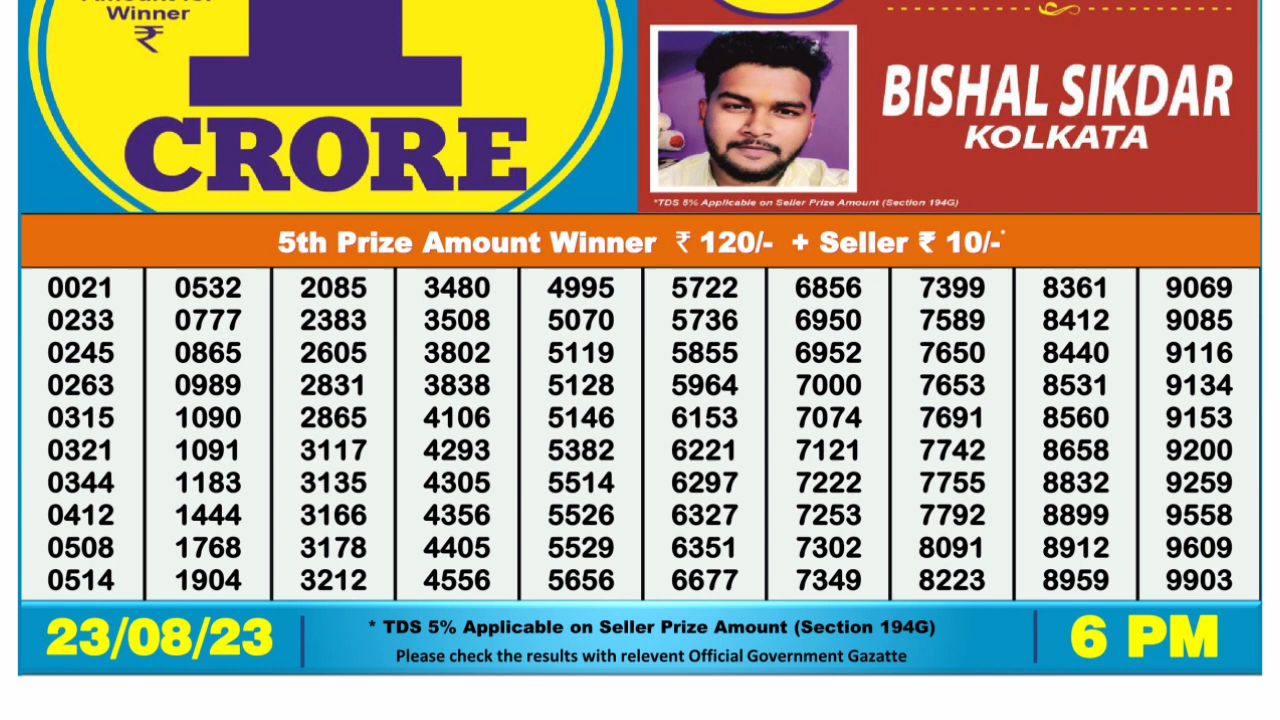 Amount for
Winner
₹
1
CRORE
BISHAL SIKDAR
KOLKATA
*TDS 5% Applicable on Seller Prize Amount (Section 194G)
5th Prize Amount Winner ₹ 120/- + Seller ₹ 10/-*
0021 0532 2085 3480 4995 5722 6856 7399 8361 9069
0233 0777 2383 3508 5070 5736 6950 7589 8412 9085
0245 0865 2605 3802 5119 5855 6952 7650 8440 9116
0263 0989 2831 3838 5128 5964 7000 7653 8531 9134
0315 1090 2865 4106 5146 6153 7074 7691 8560 9153
0321 1091 3117 4293 5382 6221 7121 7742 8658 9200
0344 1183 3135 4305 5514 6297 7222 7755 8832 9259
0412 1444 3166 4356 5526 6327 7253 7792 8899 9558
0508 1768 3178 4405 5529 6351 7302 8091 8912 9609
0514 1904 3212 4556 5656 6677 7349 8223 8959 9903
23/08/23
* TDS 5% Applicable on Seller Prize Amount (Section 194G)
Please check the results with relevent Official Government Gazatte
6 PM